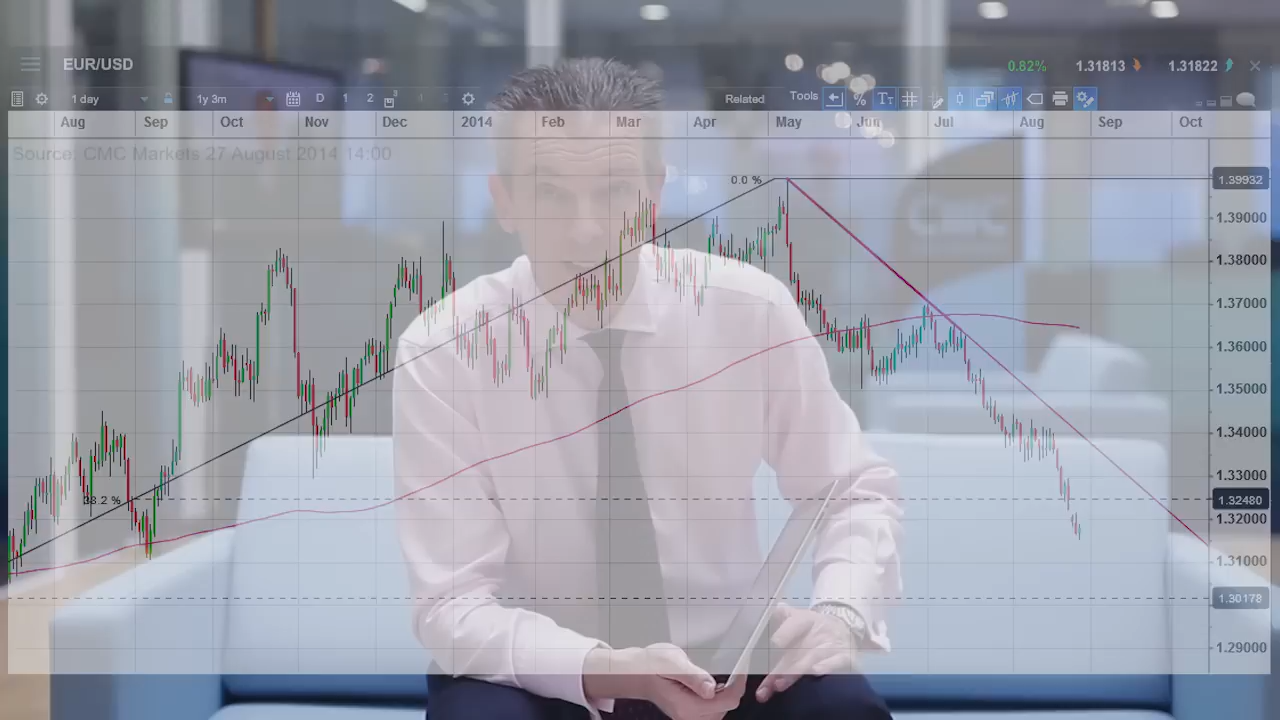 EUR/USD
0.82% 1.31813 1.31822
1 day 1y 3m D 1 2 3 Related Tools
Aug Sep Oct Nov Dec 2014 Feb Mar Apr May Jun Jul Aug Sep Oct
Source: CMC Markets 27 August 2014 14:00
0.0 %
1.39932
1.39000
1.38000
1.37000
1.36000
1.35000
1.34000
1.33000
1.32480
1.32000
1.31000
1.30178
1.29000
cmc